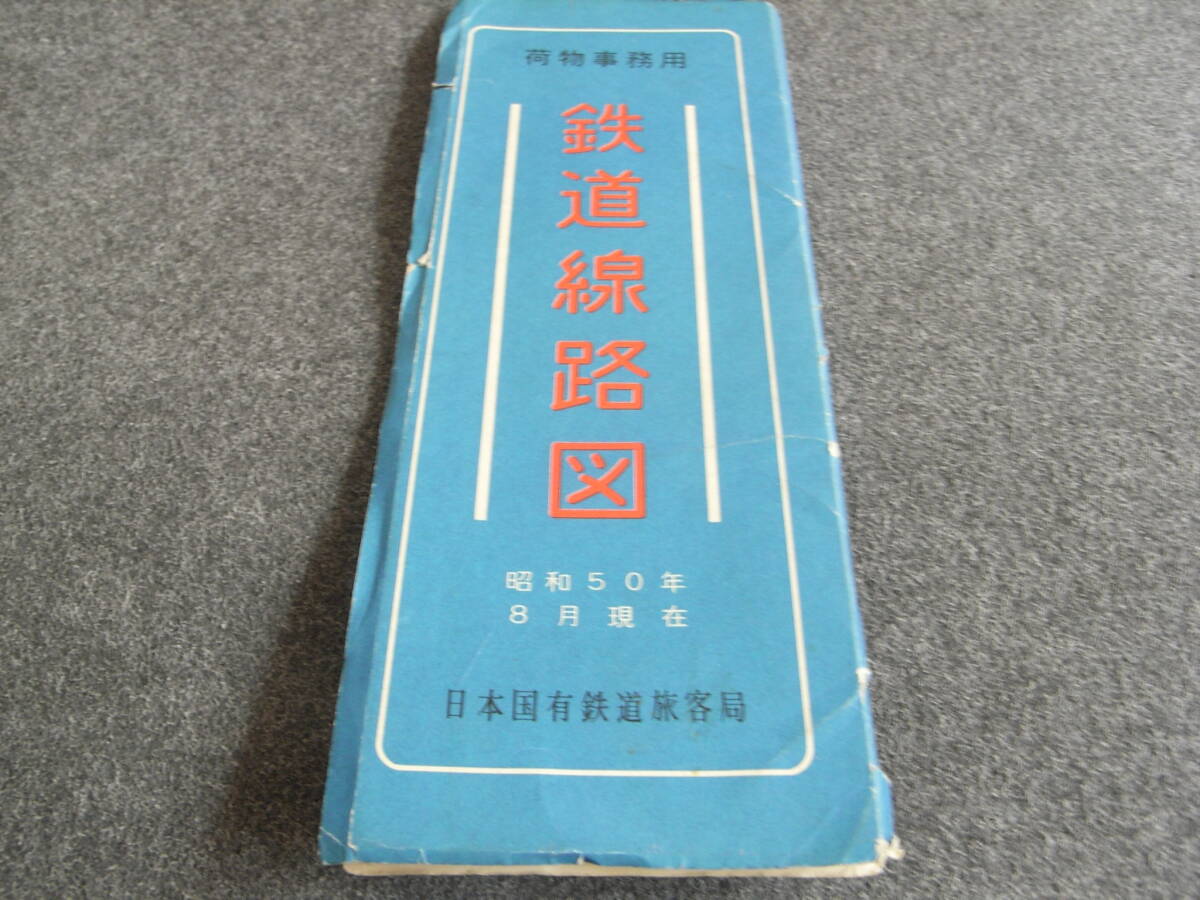 荷物事務用
鉄道線路図
昭和50年
8月現在
日本国有鉄道旅客局